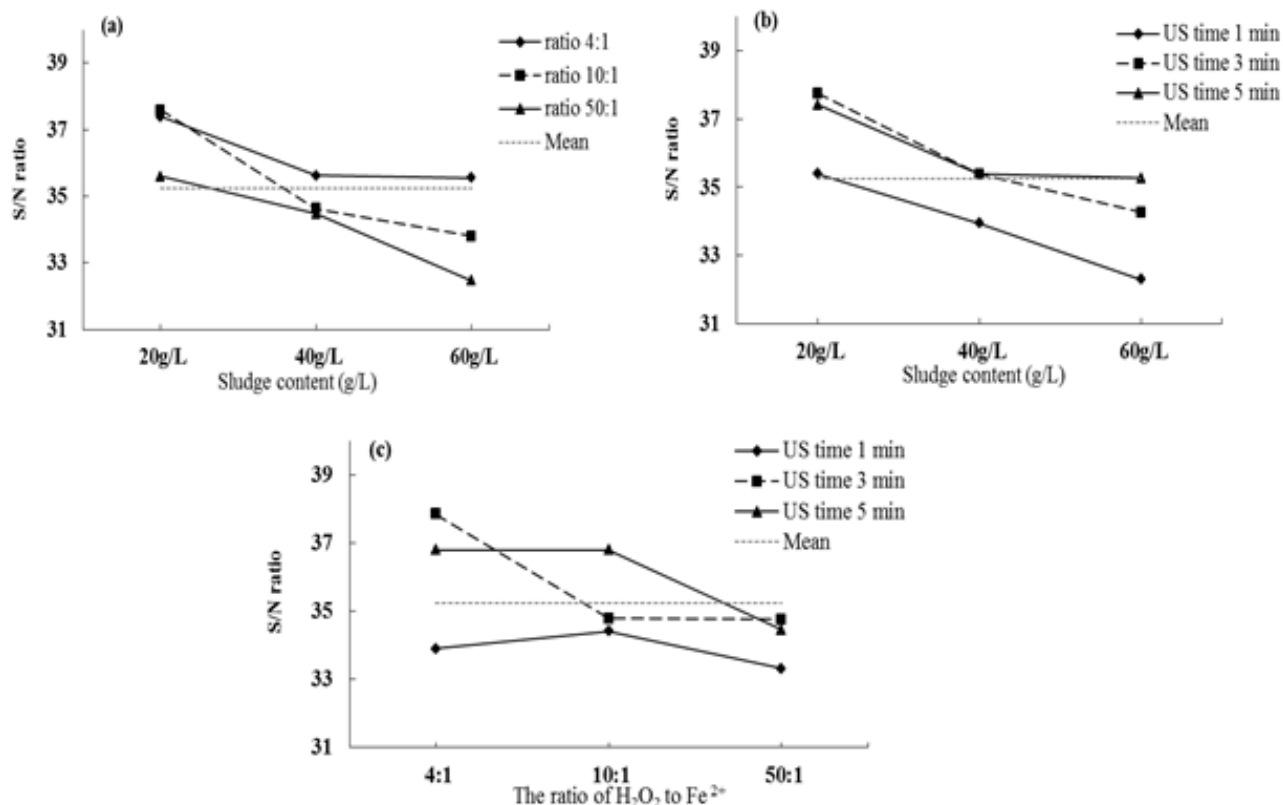 (a)
ratio 4:1
ratio 10:1
ratio 50:1
Mean
39
37
35
33
31
S/N ratio
20g/L 40g/L 60g/L
Sludge content (g/L)
(b)
US time 1 min
US time 3 min
US time 5 min
Mean
39
37
35
33
31
S/N ratio
20g/L 40g/L 60g/L
Sludge content (g/L)
(c)
US time 1 min
US time 3 min
US time 5 min
Mean
39
37
35
33
31
S/N ratio
4:1 10:1 50:1
The ratio of H₂O₂ to Fe²⁺